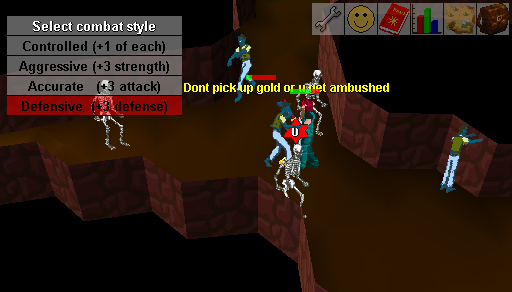 Select combat style
Controlled (+1 of each)
Aggressive (+3 strength)
Accurate (+3 attack)
Defensive (+3 defense)
Dont pick up gold or u get ambushed
U